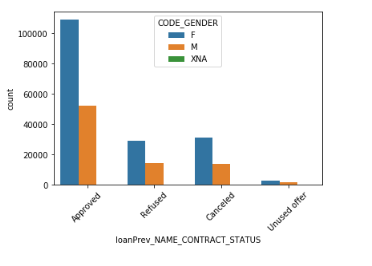 CODE_GENDER
F
M
XNA
100000
80000
60000
40000
20000
0
count
Approved
Refused
Canceled
Unused offer
loanPrev_NAME_CONTRACT_STATUS